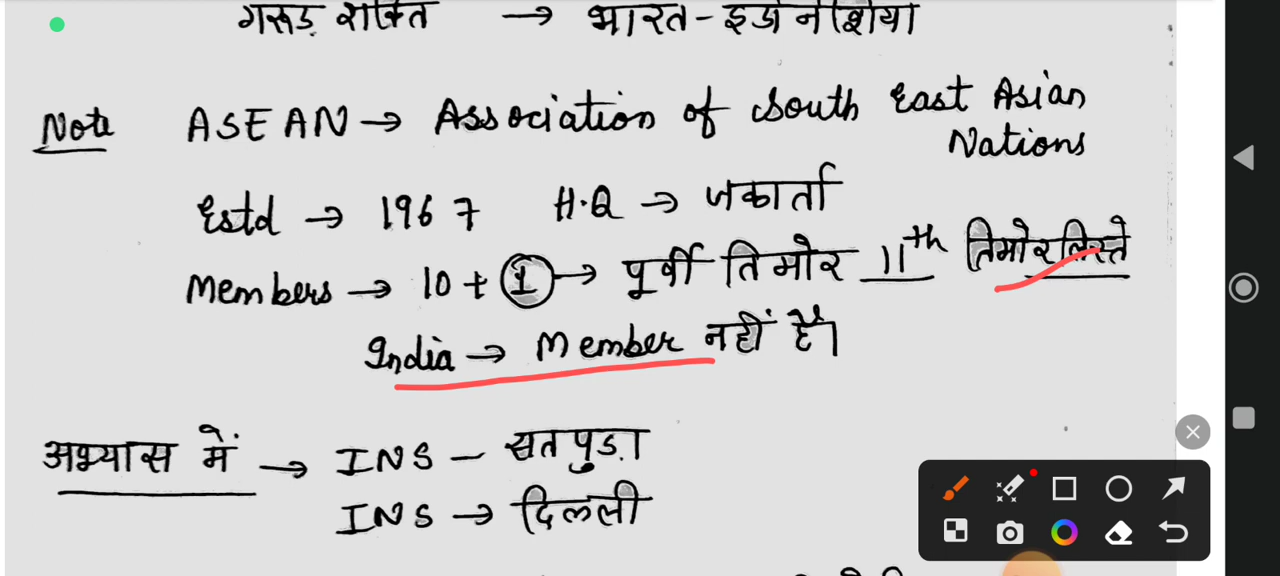 गरूड़ शक्ति → भारत - इंडोनेशिया
Note ASEAN → Association of South East Asian
Nations
Estd → 1967 H.Q → जकार्ता
Members → 10 + 1 → पूर्वी तिमोर 11th तिमोर लिस्ते
India → Member नहीं है।
अभ्यास में → INS - सतपुड़ा
INS → दिल्ली